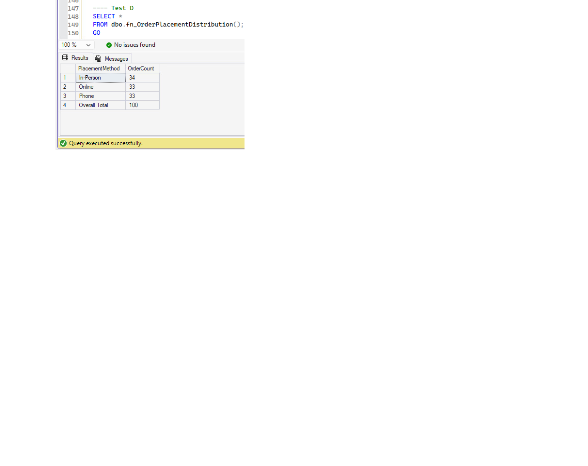 147 ---- Test D
148 SELECT *
149 FROM dbo.fn_OrderPlacementDistribution();
150 GO
100 % No issues found
Results Messages
PlacementMethod OrderCount
1 In-Person 34
2 Online 33
3 Phone 33
4 Overall Total 100
Query executed successfully.